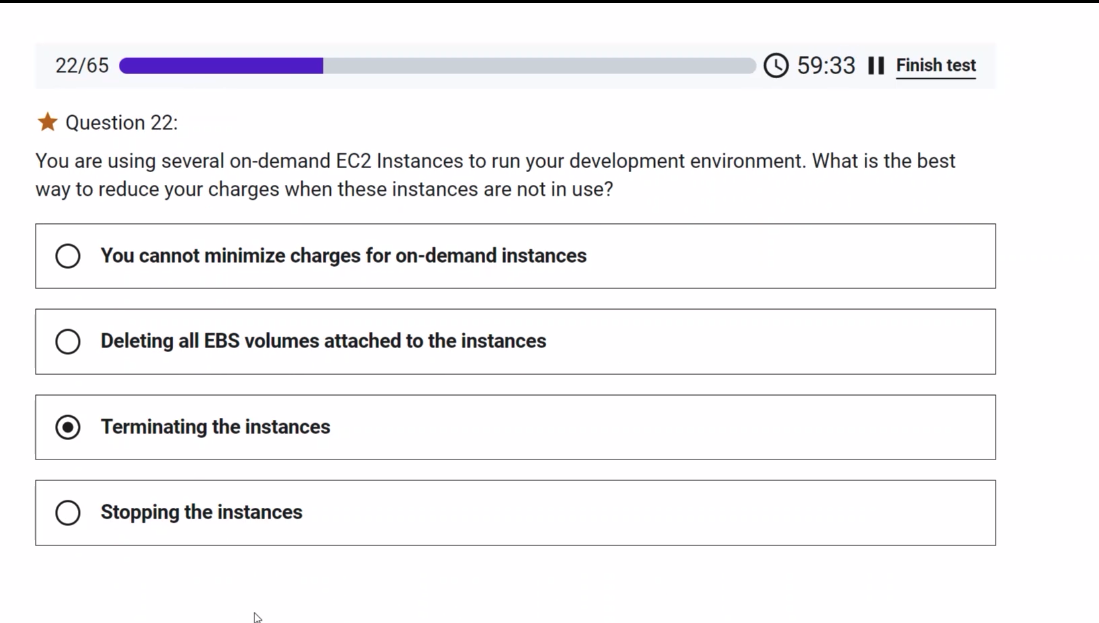 22/65 59:33 Finish test
Question 22:
You are using several on-demand EC2 Instances to run your development environment. What is the best
way to reduce your charges when these instances are not in use?
You cannot minimize charges for on-demand instances
Deleting all EBS volumes attached to the instances
Terminating the instances
Stopping the instances